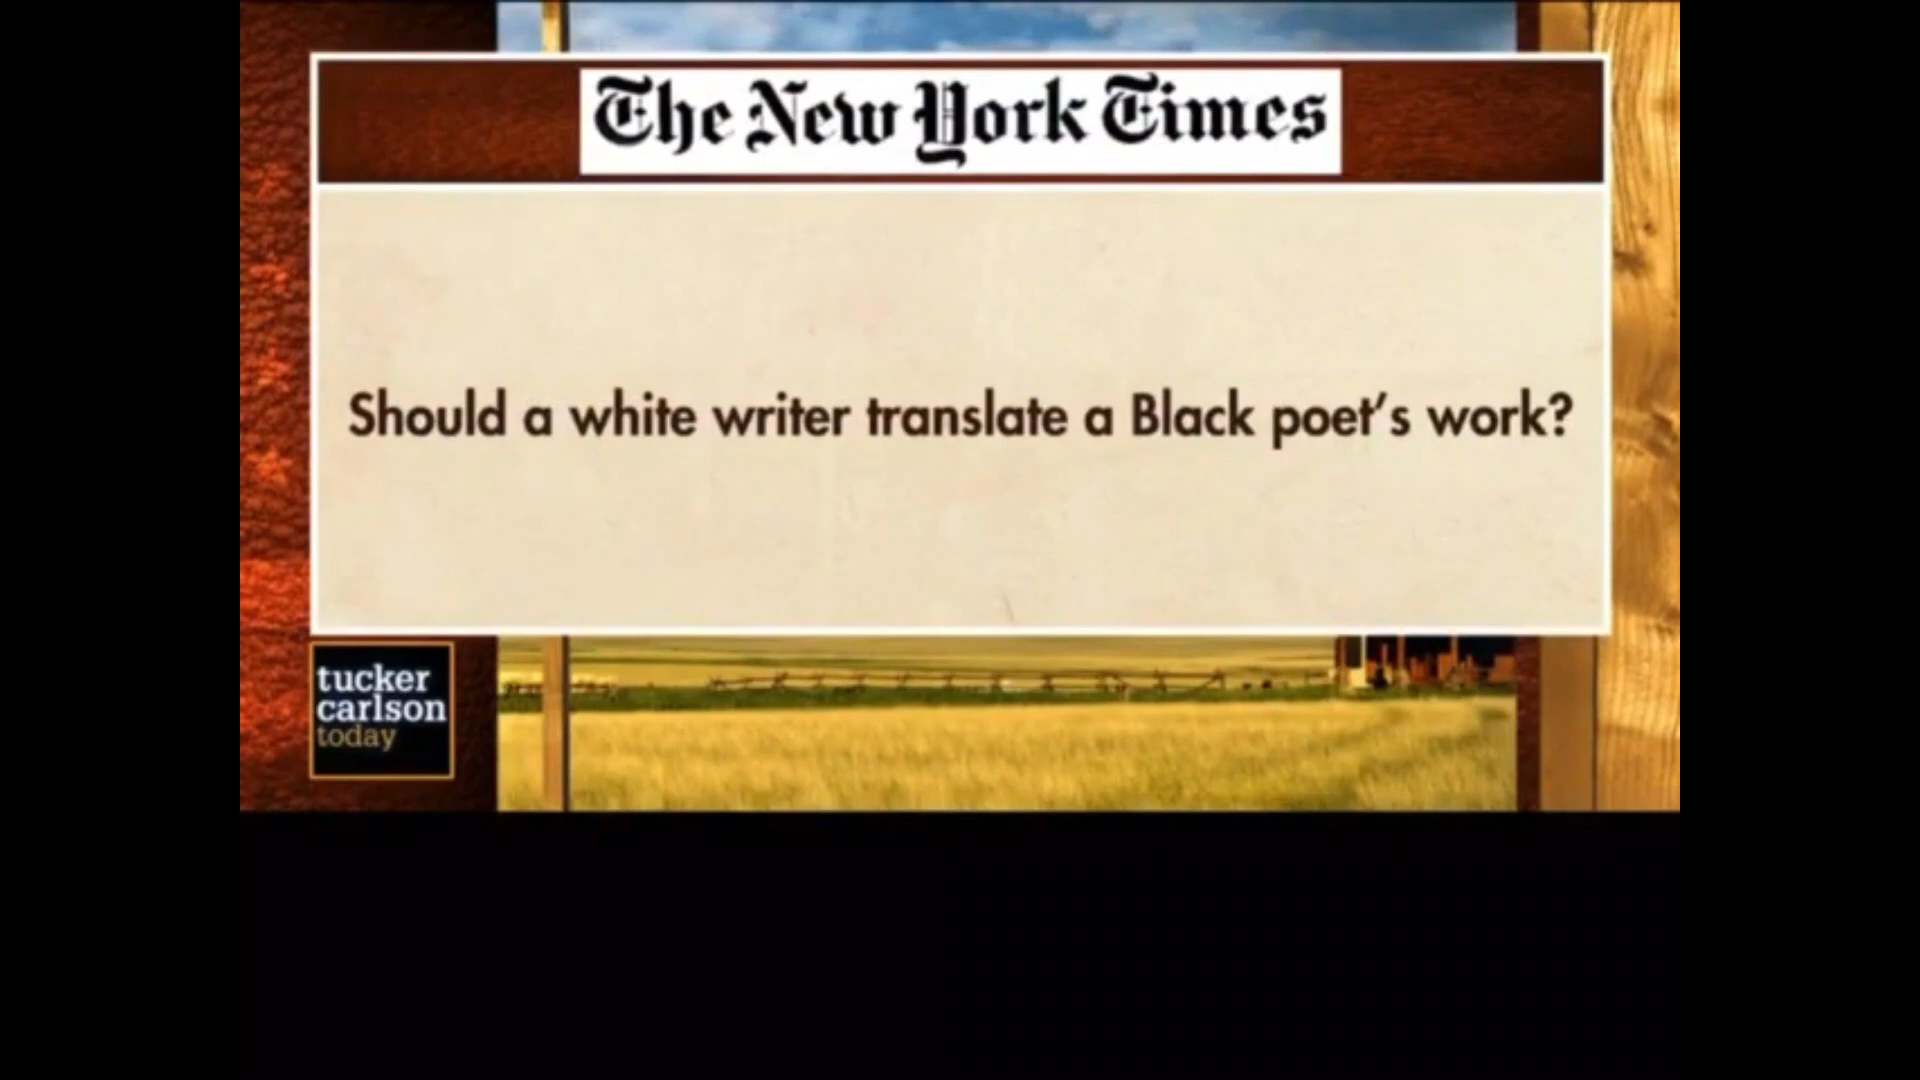 The New York Times
Should a white writer translate a Black poet's work?
tucker
carlson
today